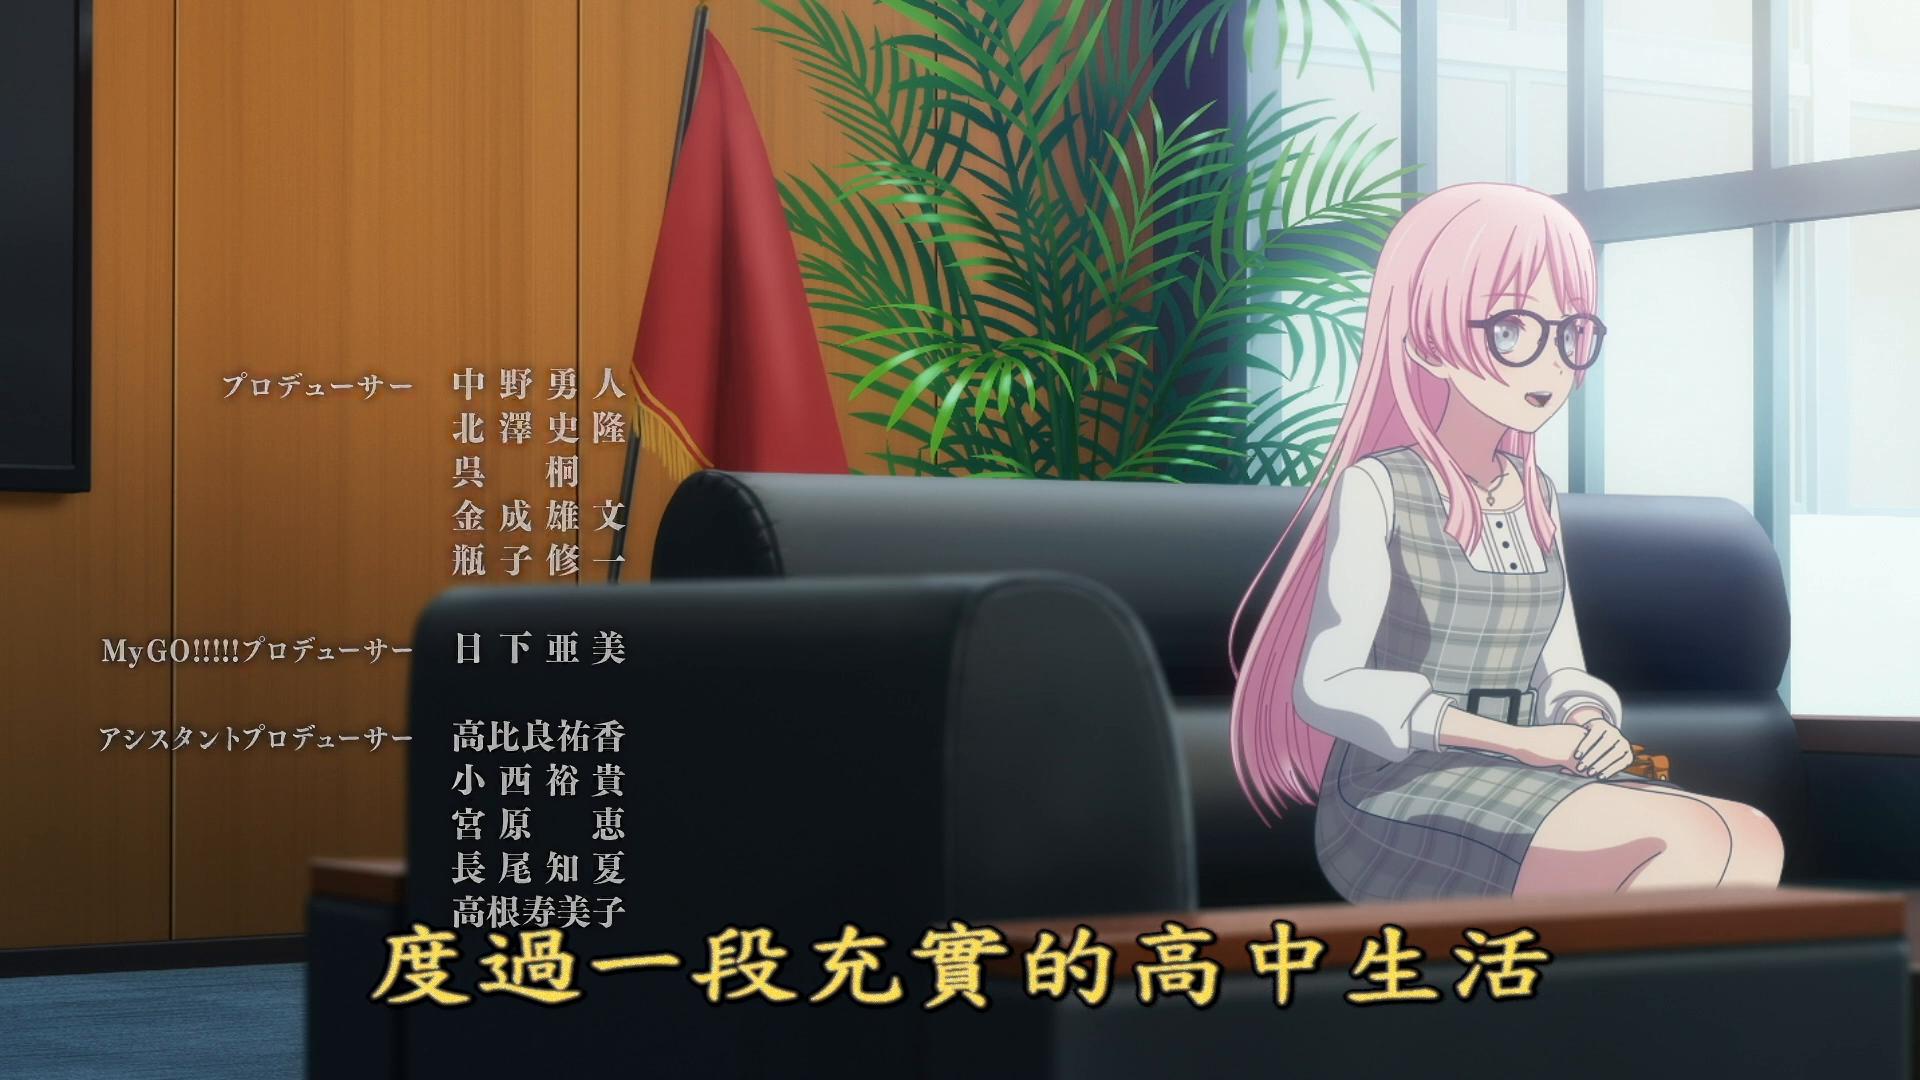 プロデューサー 中野勇人
北澤史隆
呉 桐
金成雄文
瓶子修一
MyGO!!!!!プロデューサー 日下亜美
アシスタントプロデューサー 高比良祐香
小西裕貴
宮原 恵
長尾知夏
高根寿美子
度過一段充實的高中生活